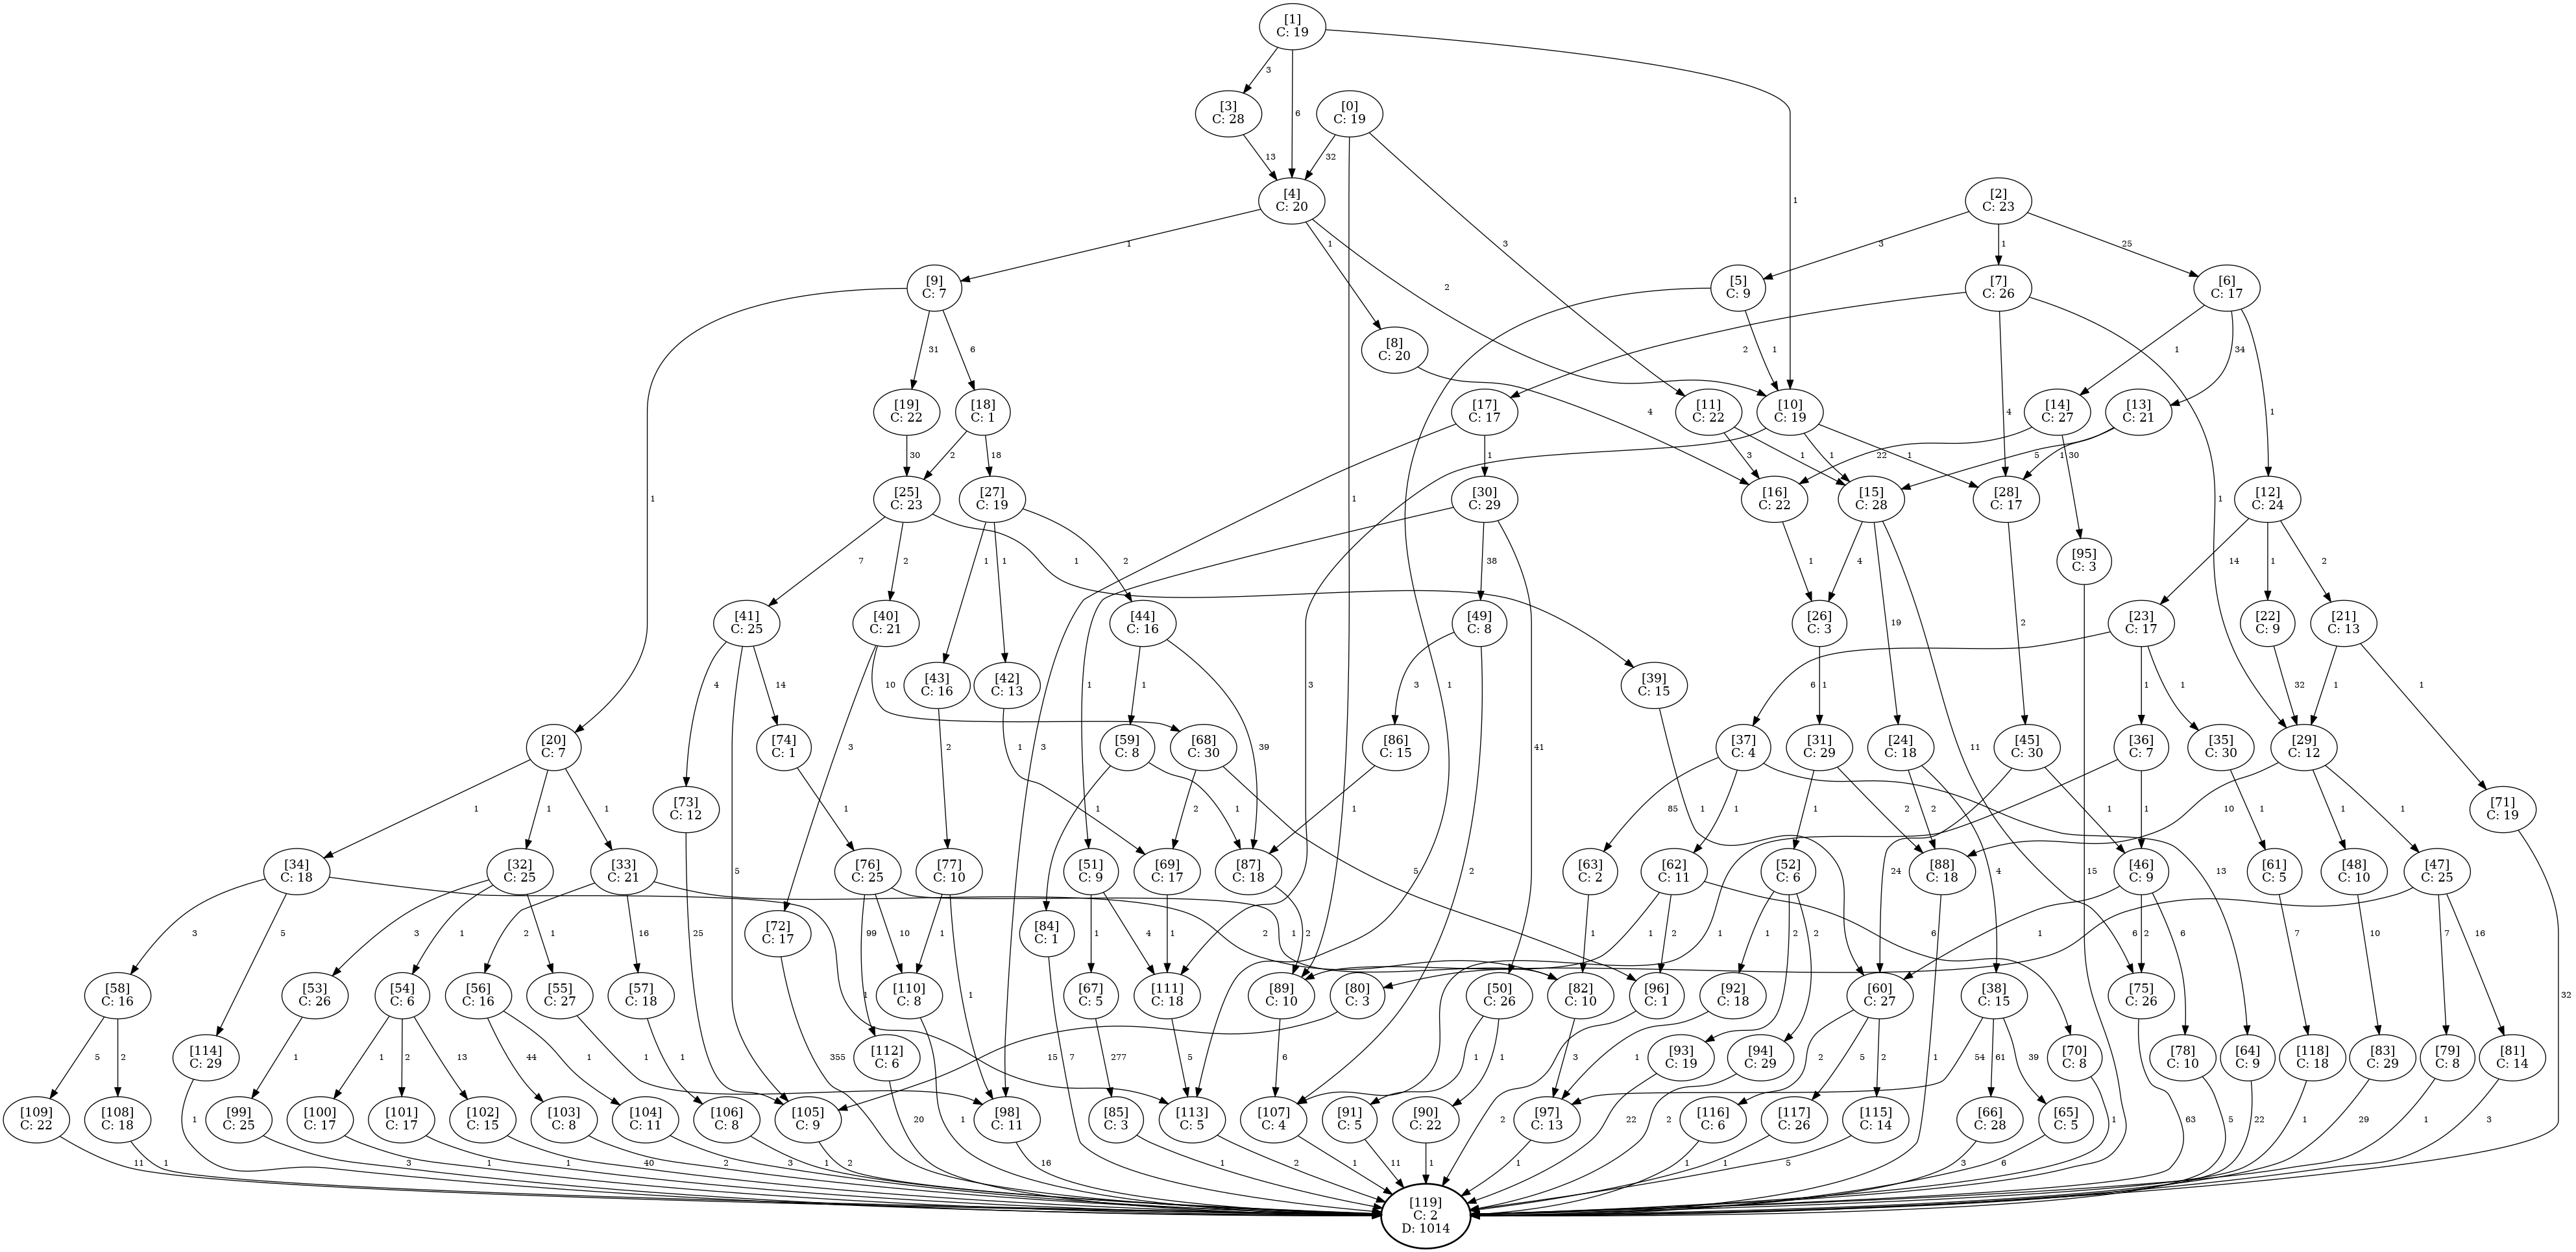 [1]
C: 19
3
6
1
[3]
C: 28
[0]
C: 19
13
32
3
1
[4]
C: 20
[2]
C: 23
1
1
2
3
1
25
[9]
C: 7
[5]
C: 9
[7]
C: 26
[6]
C: 17
31
6
1
[8]
C: 20
1
1
2
4
1
1
34
1
4
[19]
C: 22
[18]
C: 1
[17]
C: 17
[11]
C: 22
[10]
C: 19
[14]
C: 27
[13]
C: 21
30
2
18
1
3
3
1
1
1
3
22
30
5
1
[25]
C: 23
[27]
C: 19
[30]
C: 29
[16]
C: 22
[15]
C: 28
[28]
C: 17
[12]
C: 24
7
2
1
1
1
2
1
38
41
1
4
19
11
2
[95]
C: 3
14
1
2
[41]
C: 25
[40]
C: 21
[44]
C: 16
[49]
C: 8
[26]
C: 3
[23]
C: 17
[22]
C: 9
[21]
C: 13
4
5
14
3
10
[43]
C: 16
[42]
C: 13
1
39
3
2
[39]
C: 15
1
1
6
1
1
32
1
1
[20]
C: 7
[74]
C: 1
2
1
[68]
C: 30
[59]
C: 8
[86]
C: 15
[37]
C: 4
[31]
C: 29
[24]
C: 18
[45]
C: 30
[36]
C: 7
[35]
C: 30
[29]
C: 12
[73]
C: 12
[71]
C: 19
1
1
1
1
2
5
1
1
85
1
13
1
2
2
4
1
1
24
1
1
10
1
1
15
32
[34]
C: 18
[32]
C: 25
[33]
C: 21
[76]
C: 25
[77]
C: 10
[51]
C: 9
[69]
C: 17
[87]
C: 18
[63]
C: 2
[62]
C: 11
[52]
C: 6
[88]
C: 18
[46]
C: 9
[61]
C: 5
[48]
C: 10
[47]
C: 25
3
5
15
3
1
1
2
16
2
25
[72]
C: 17
99
10
1
1
1
[84]
C: 1
1
4
1
2
1
1
1
2
6
1
2
2
1
1
2
6
7
10
6
7
16
[58]
C: 16
[53]
C: 26
[54]
C: 6
[56]
C: 16
[55]
C: 27
[57]
C: 18
[110]
C: 8
[67]
C: 5
[111]
C: 18
[89]
C: 10
[80]
C: 3
[50]
C: 26
[82]
C: 10
[96]
C: 1
[92]
C: 18
[60]
C: 27
[38]
C: 15
[75]
C: 26
[114]
C: 29
[112]
C: 6
[93]
C: 19
[94]
C: 29
[70]
C: 8
[78]
C: 10
[64]
C: 9
[118]
C: 18
[83]
C: 29
[79]
C: 8
[81]
C: 14
5
2
1
1
2
13
44
1
1
1
355
7
277
5
6
1
1
3
1
2
5
2
54
61
39
[109]
C: 22
[108]
C: 18
[99]
C: 25
[100]
C: 17
[101]
C: 17
[102]
C: 15
[103]
C: 8
[104]
C: 11
[106]
C: 8
[105]
C: 9
[98]
C: 11
[85]
C: 3
[113]
C: 5
[107]
C: 4
[91]
C: 5
[90]
C: 22
[97]
C: 13
[116]
C: 6
[117]
C: 26
[115]
C: 14
[66]
C: 28
[65]
C: 5
11
1
1
3
1
1
40
2
3
1
2
20
1
16
1
2
1
11
1
2
1
22
2
1
1
5
1
3
6
1
63
5
22
1
29
1
3
[119]
C: 2
D: 1014